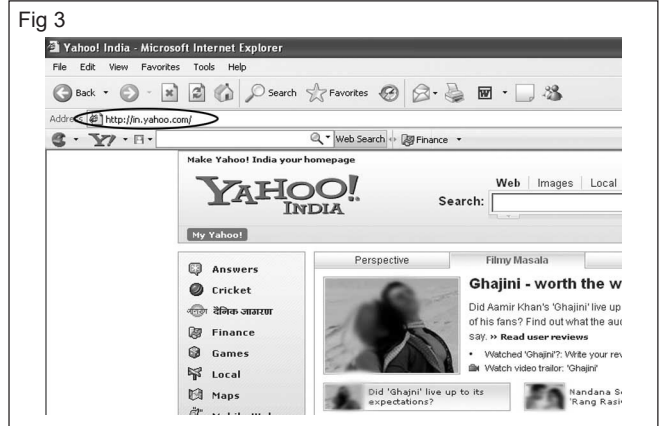 Fig 3
Yahoo! India - Microsoft Internet Explorer
File Edit View Favorites Tools Help
Back Search Favorites
Address http://in.yahoo.com/
Y7 Web Search Finance
Make Yahoo! India your homepage
YAHOO!
INDIA
Web Images Local
Search:
My Yahoo!
Perspective Filmy Masala
Answers
Cricket
दैनिक जागरण
Finance
Games
Local
Maps
Ghajini - worth the w
Did Aamir Khan's 'Ghajini' live up
of his fans? Find out what the aud
say. » Read user reviews
• Watched 'Ghajini'?: Write your rev
Watch video trailor: 'Ghajini'
Did 'Ghajini' live up to its
expectations?
Nandana S
'Rang Rasi